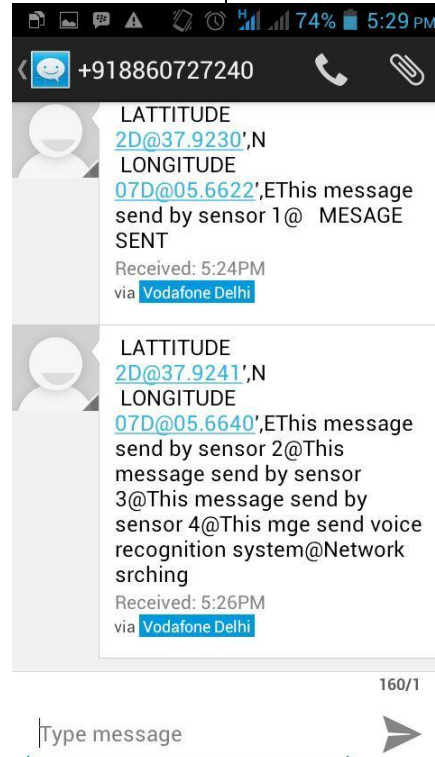 H 74% 5:29 PM
+918860727240
LATTITUDE
2D@37.9230',N
LONGITUDE
07D@05.6622',EThis message
send by sensor 1@ MESAGE
SENT
Received: 5:24PM
via Vodafone Delhi
LATTITUDE
2D@37.9241',N
LONGITUDE
07D@05.6640',EThis message
send by sensor 2@This
message send by sensor
3@This message send by
sensor 4@This mge send voice
recognition system@Network
srching
Received: 5:26PM
via Vodafone Delhi
160/1
Type message